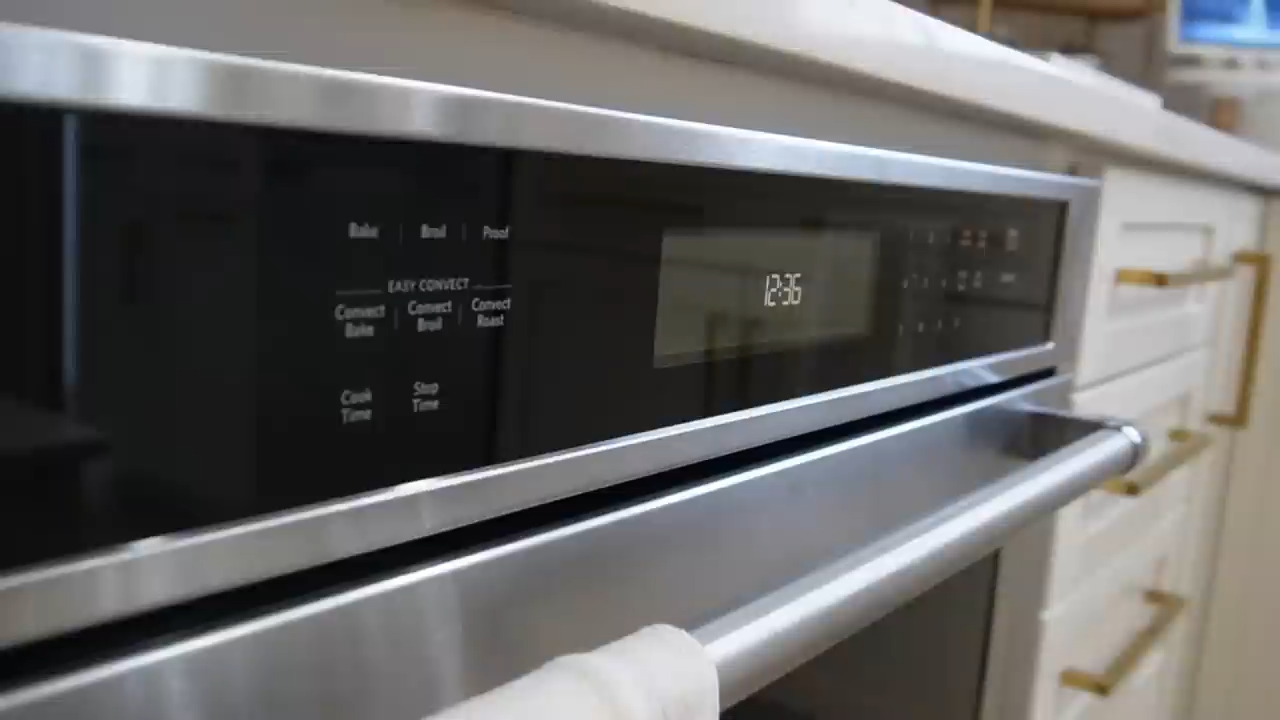 Bake Broil Proof
EASY CONVECT
Convect Convect Convect
Bake Broil Roast
12:36
Cook Stop
Time Time